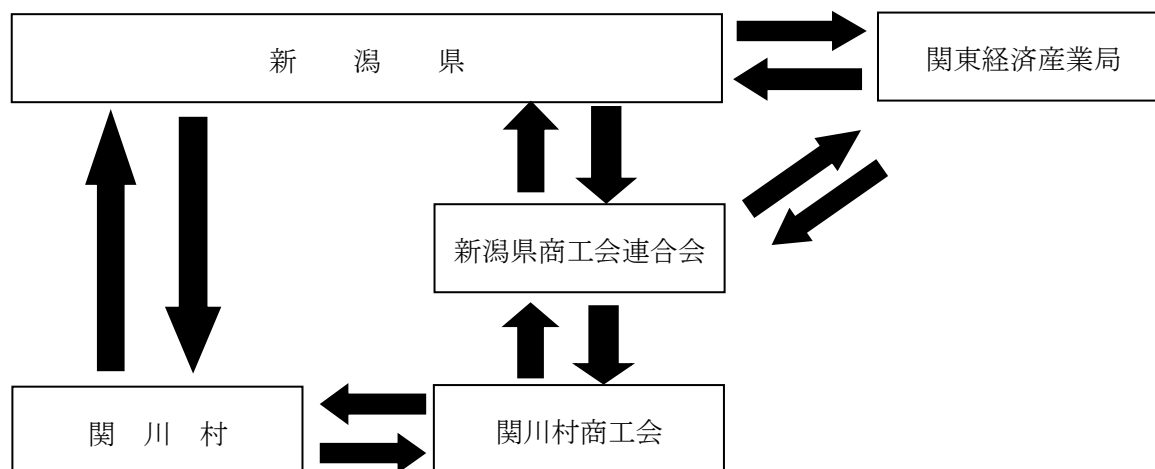 新　潟　県
関東経済産業局
新潟県商工会連合会
関　川　村
関川村商工会